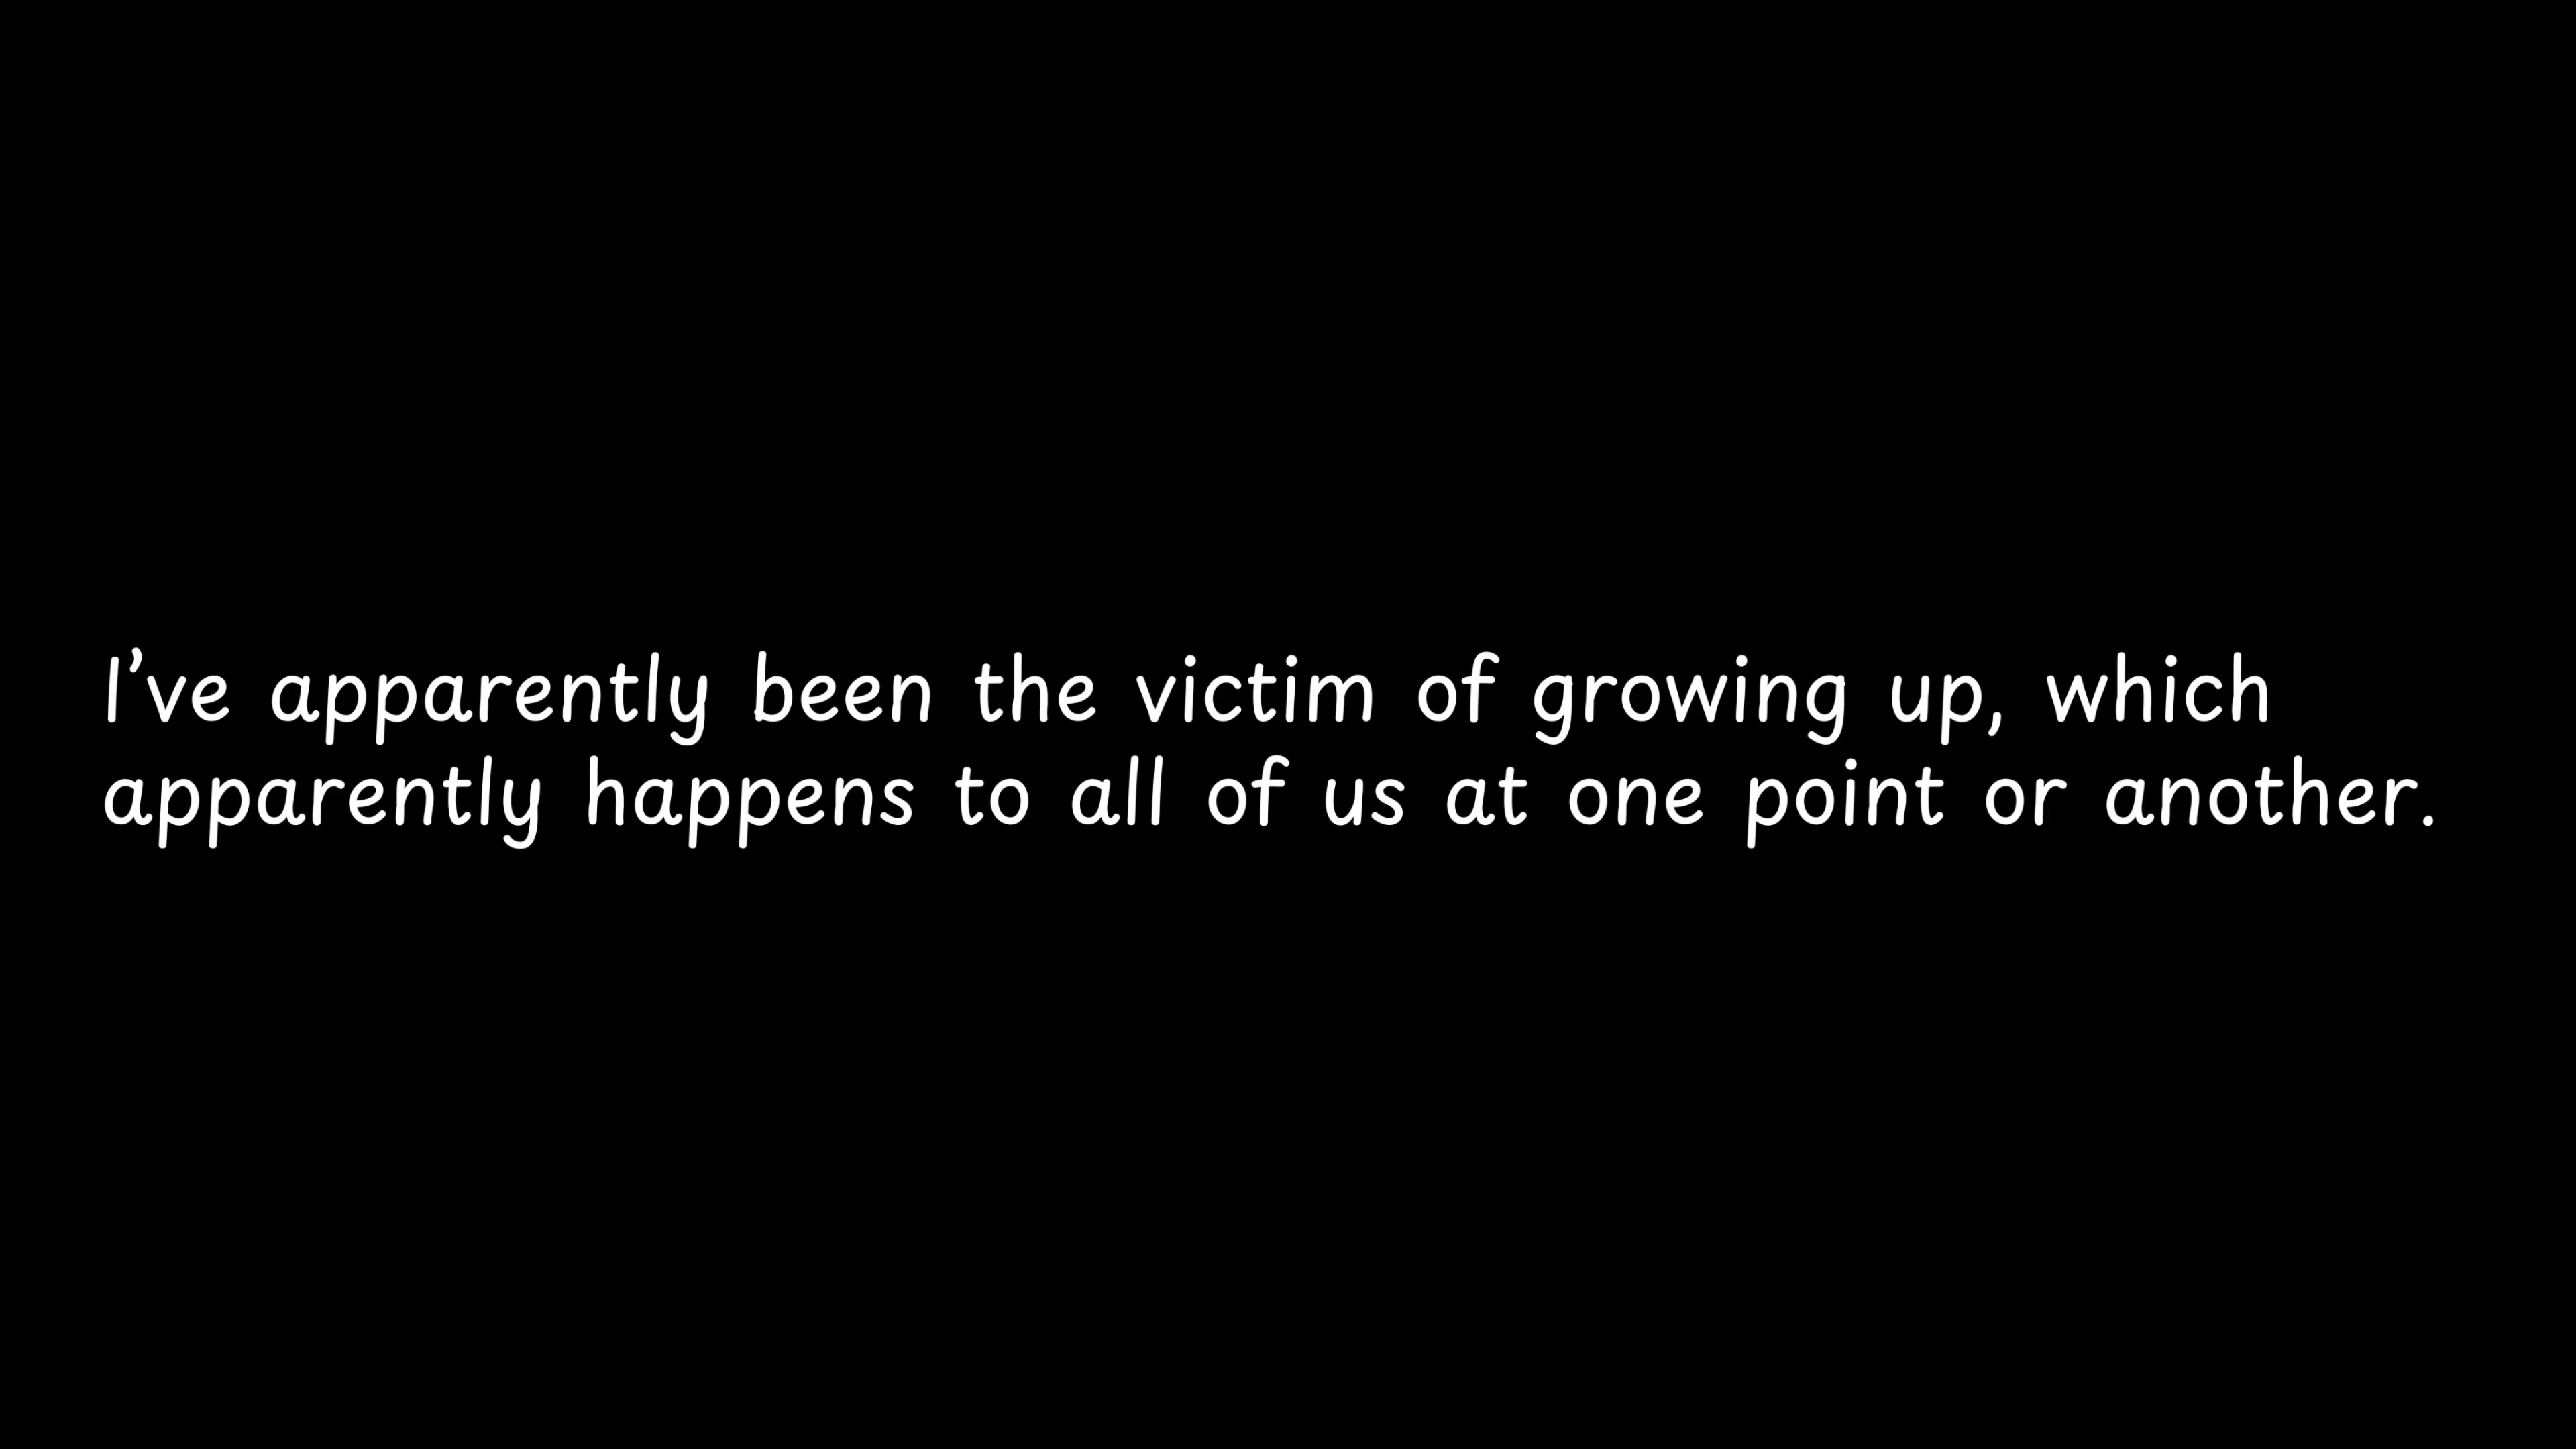 I’ve apparently been the victim of growing up, which
apparently happens to all of us at one point or another.